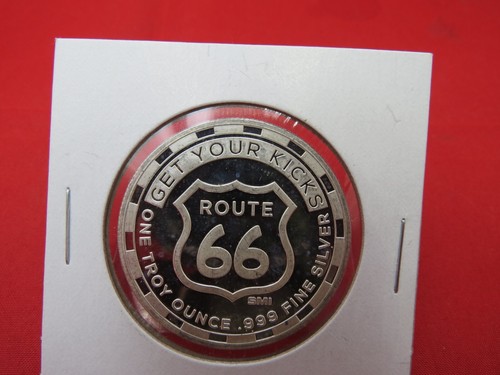 GET YOUR KICKS
ROUTE
66
SMI
ONE TROY OUNCE .999 FINE SILVER